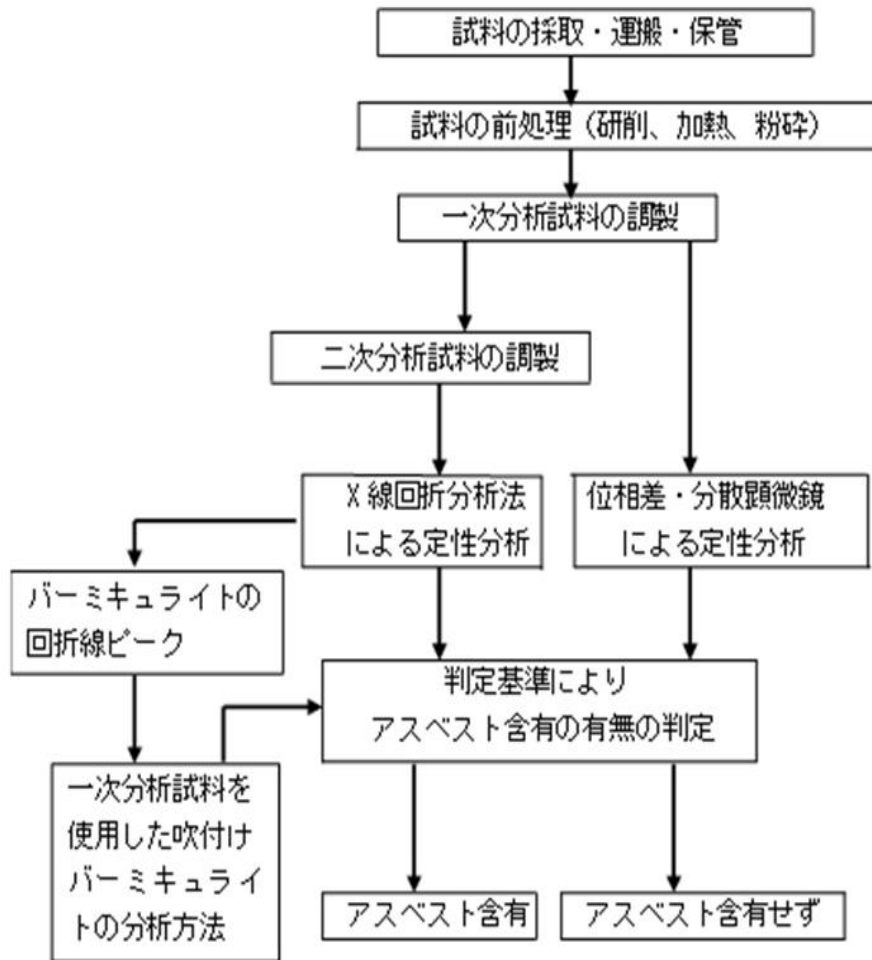 試料の採取・運搬・保管
試料の前処理（研削、加熱、粉砕）
一次分析試料の調製
二次分析試料の調製
X線回折分析法
による定性分析
位相差・分散顕微鏡
による定性分析
バーミキュライトの
回折線ピーク
判定基準により
アスベスト含有の有無の判定
一次分析試料を
使用した吹付け
バーミキュライ
トの分析方法
アスベスト含有
アスベスト含有せず